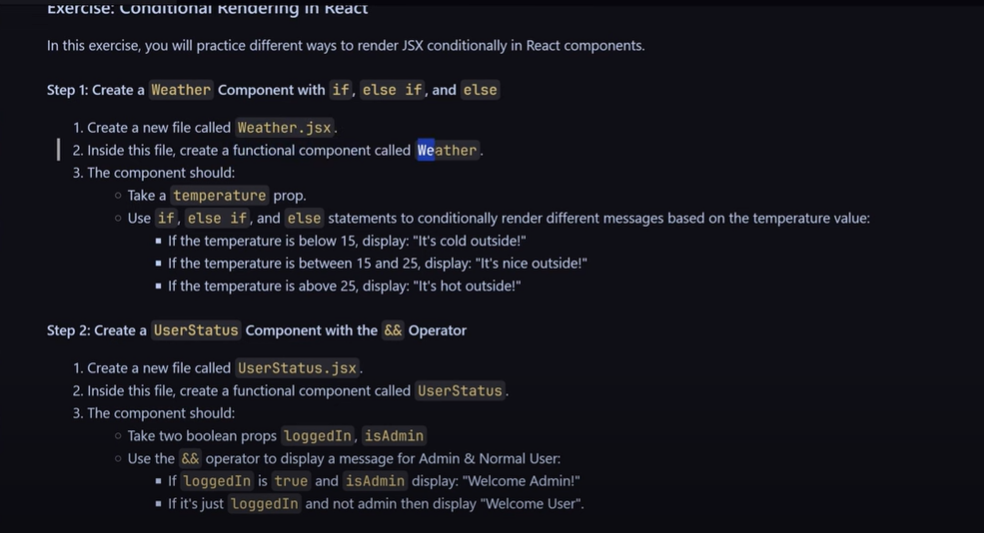 Exercise: Conditional Rendering in React
In this exercise, you will practice different ways to render JSX conditionally in React components.
Step 1: Create a Weather Component with if, else if, and else
1. Create a new file called Weather.jsx.
2. Inside this file, create a functional component called Weather.
3. The component should:
○ Take a temperature prop.
○ Use if, else if, and else statements to conditionally render different messages based on the temperature value:
▪ If the temperature is below 15, display: "It's cold outside!"
▪ If the temperature is between 15 and 25, display: "It's nice outside!"
▪ If the temperature is above 25, display: "It's hot outside!"
Step 2: Create a UserStatus Component with the && Operator
1. Create a new file called UserStatus.jsx.
2. Inside this file, create a functional component called UserStatus.
3. The component should:
○ Take two boolean props loggedIn, isAdmin
○ Use the && operator to display a message for Admin & Normal User:
▪ If loggedIn is true and isAdmin display: "Welcome Admin!"
▪ If it's just loggedIn and not admin then display "Welcome User".